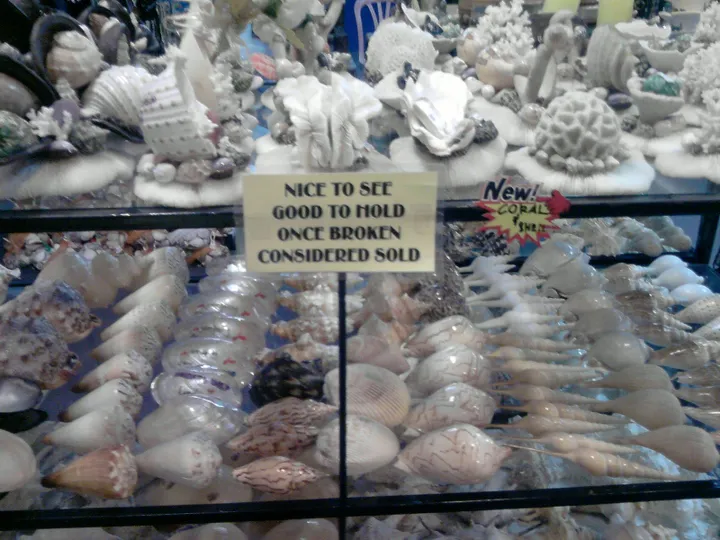 NICE TO SEE
GOOD TO HOLD
ONCE BROKEN
CONSIDERED SOLD
New!
CORAL